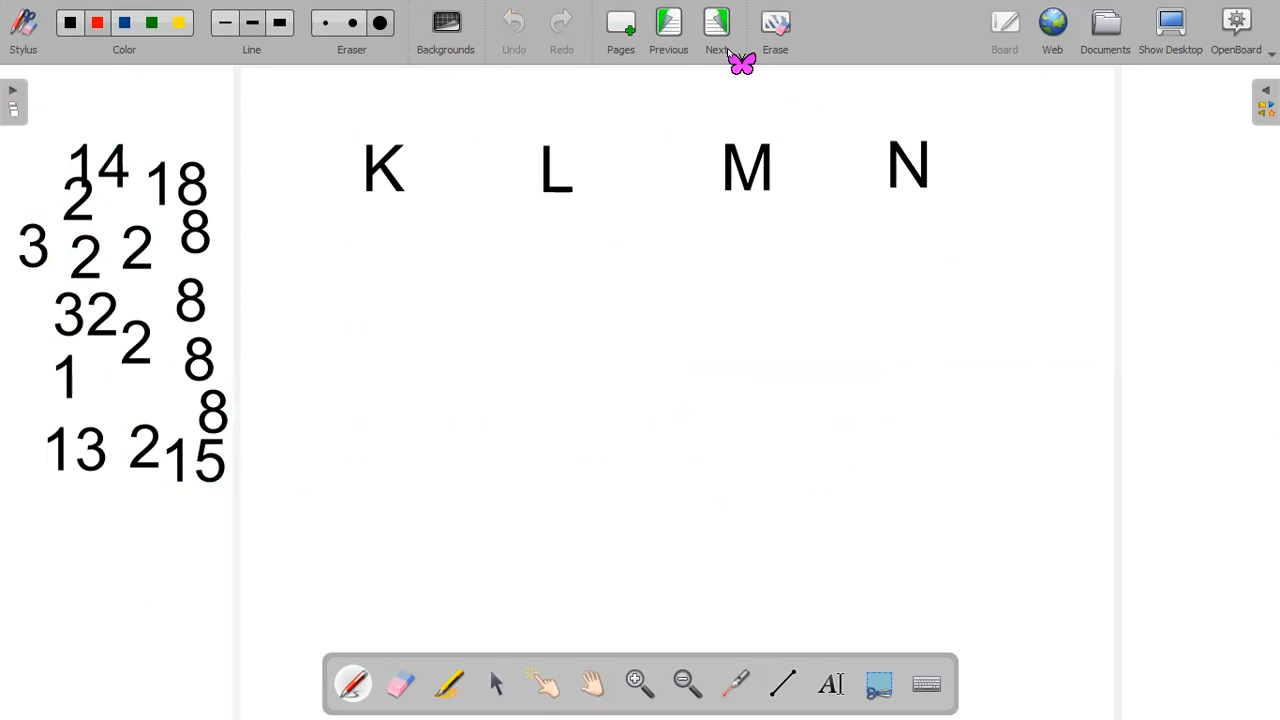 Stylus Color Line Eraser Backgrounds Undo Redo Pages Previous Next Erase Board Web Documents Show Desktop OpenBoard
K L M N
14 18
2
3 2 2 8
32 8
2
1 8
8
13 2 15
AI